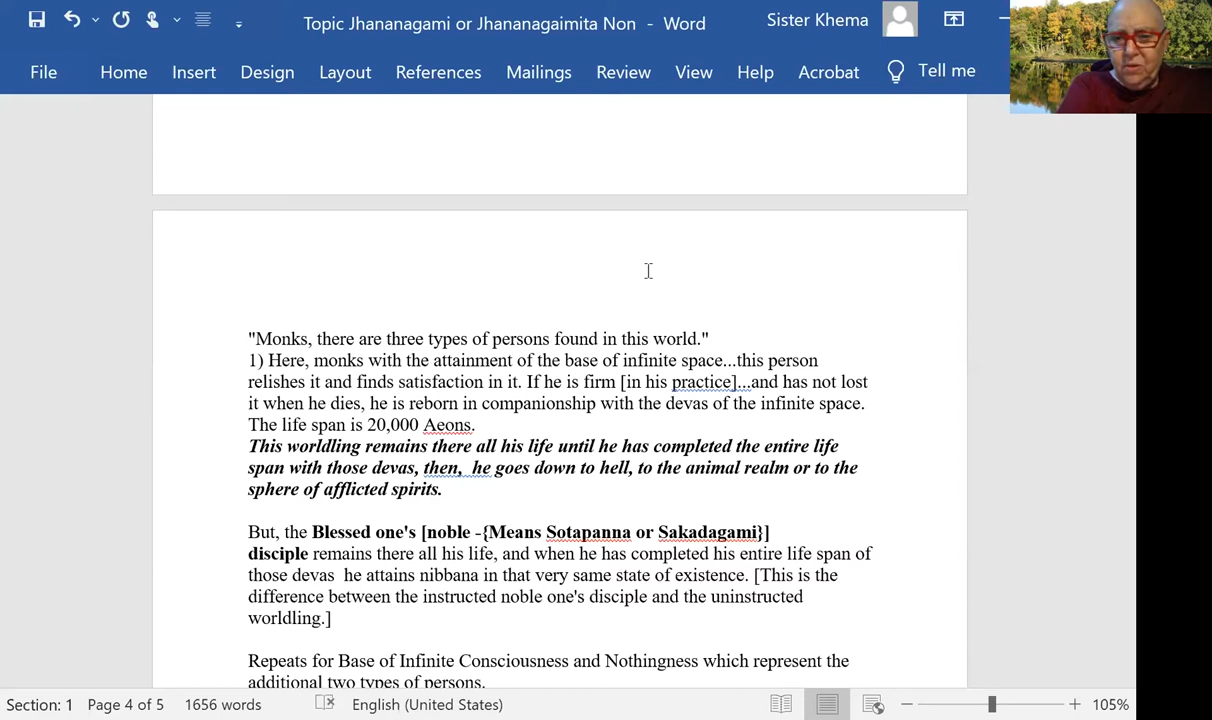 Topic Jhananagami or Jhananagaimita Non - Word
Sister Khema
File Home Insert Design Layout References Mailings Review View Help Acrobat Tell me
"Monks, there are three types of persons found in this world."
1) Here, monks with the attainment of the base of infinite space...this person
relishes it and finds satisfaction in it. If he is firm [in his practice]...and has not lost
it when he dies, he is reborn in companionship with the devas of the infinite space.
The life span is 20,000 Aeons.
This worldling remains there all his life until he has completed the entire life
span with those devas, then, he goes down to hell, to the animal realm or to the
sphere of afflicted spirits.
But, the Blessed one's [noble -{Means Sotapanna or Sakadagami}]
disciple remains there all his life, and when he has completed his entire life span of
those devas he attains nibbana in that very same state of existence. [This is the
difference between the instructed noble one's disciple and the uninstructed
worldling.]
Repeats for Base of Infinite Consciousness and Nothingness which represent the
additional two types of persons.
Section: 1 Page 4 of 5 1656 words English (United States) 105%